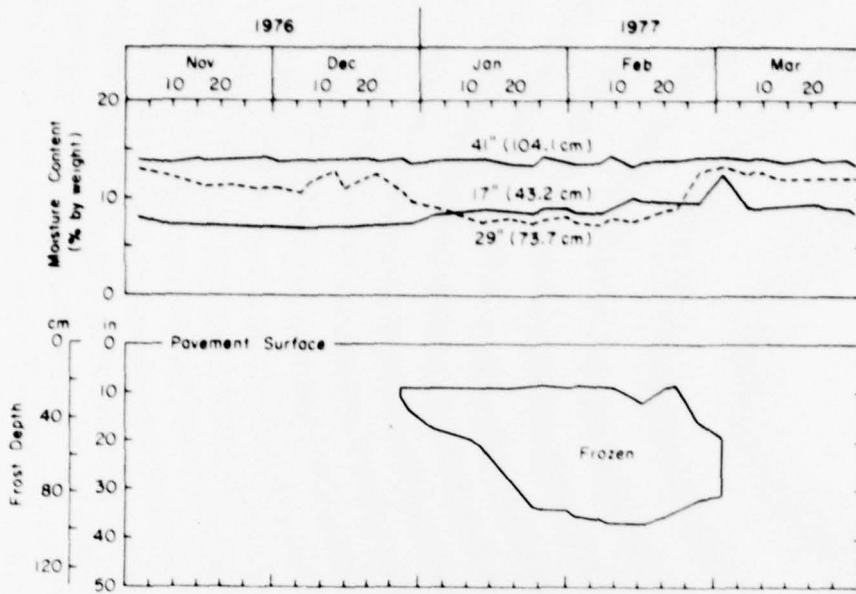 1976 1977
Nov Dec Jan Feb Mar
10 20 10 20 10 20 10 20 10 20
20
10
0
Moisture Content
(% by weight)
41" (104.1 cm)
17" (43.2 cm)
29" (73.7 cm)
cm in
0 0
Pavement Surface
10
40 20
30
80
40
120
50
Frost Depth
Frozen